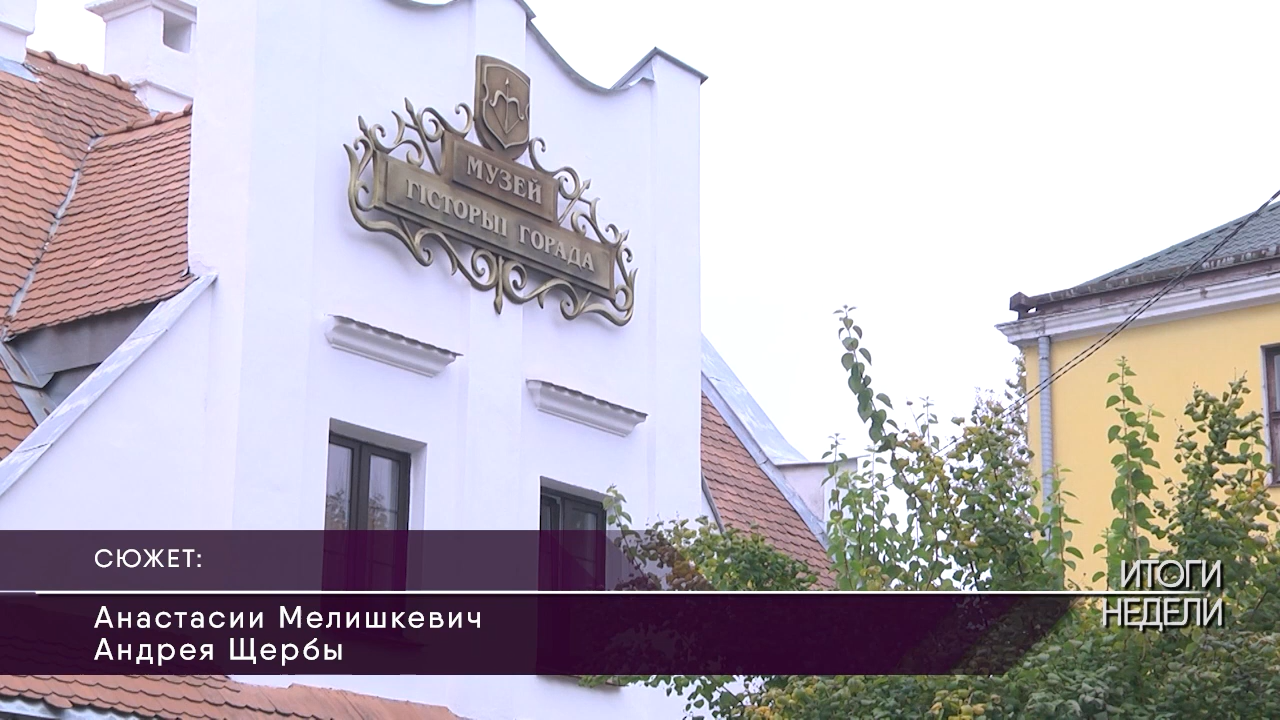 МУЗЕЙ
ГІСТОРЫІ ГОРАДА
СЮЖЕТ:
Анастасии Мелишкевич
Андрея Щербы
ИТОГИ
НЕДЕЛИ